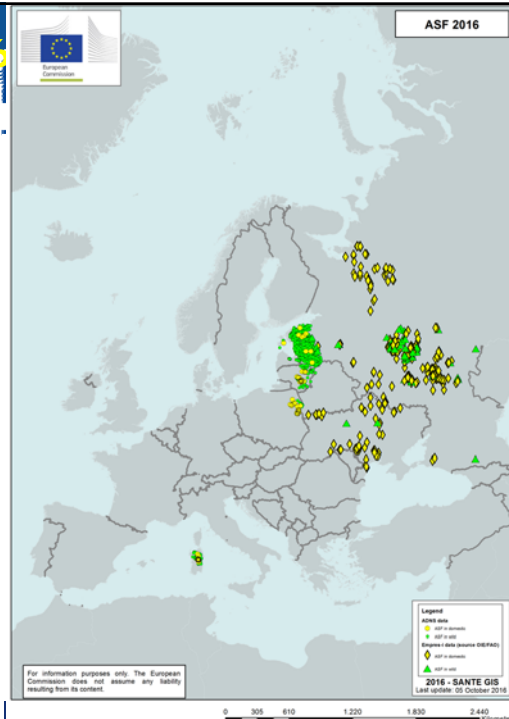 European
Commission
ASF 2016
Legend
ADNS data
ASF in domestic
ASF in wild
Empres-i data (source OIE/FAO)
ASF in domestic
ASF in wild
2016 - SANTE GIS
Last update: 05 October 2016
For information purposes only. The European
Commission does not assume any liability
resulting from its content.
0 305 610 1.220 1.830 2.440